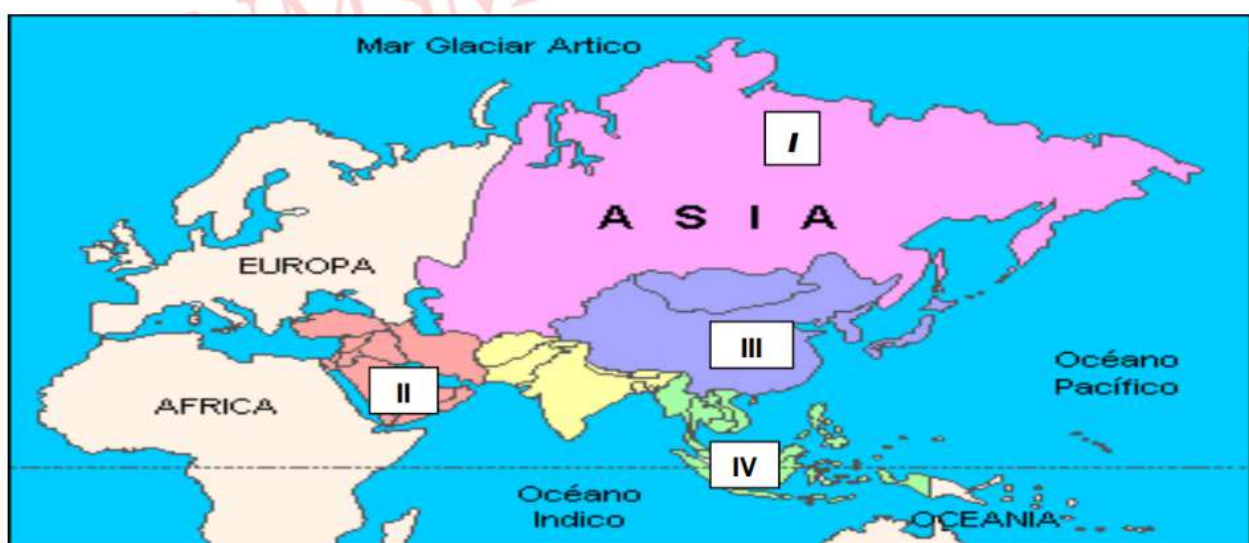 Mar Glaciar Artico
I
A S I A
EUROPA
III
Océano
Pacífico
II
AFRICA
IV
Océano
Indico
OCEANIA